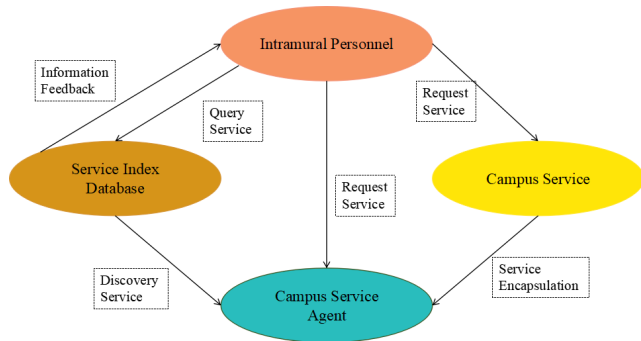 Intramural Personnel
Information
Feedback
Request
Service
Query
Service
Service Index
Database
Request
Service
Campus Service
Discovery
Service
Campus Service
Agent
Service
Encapsulation